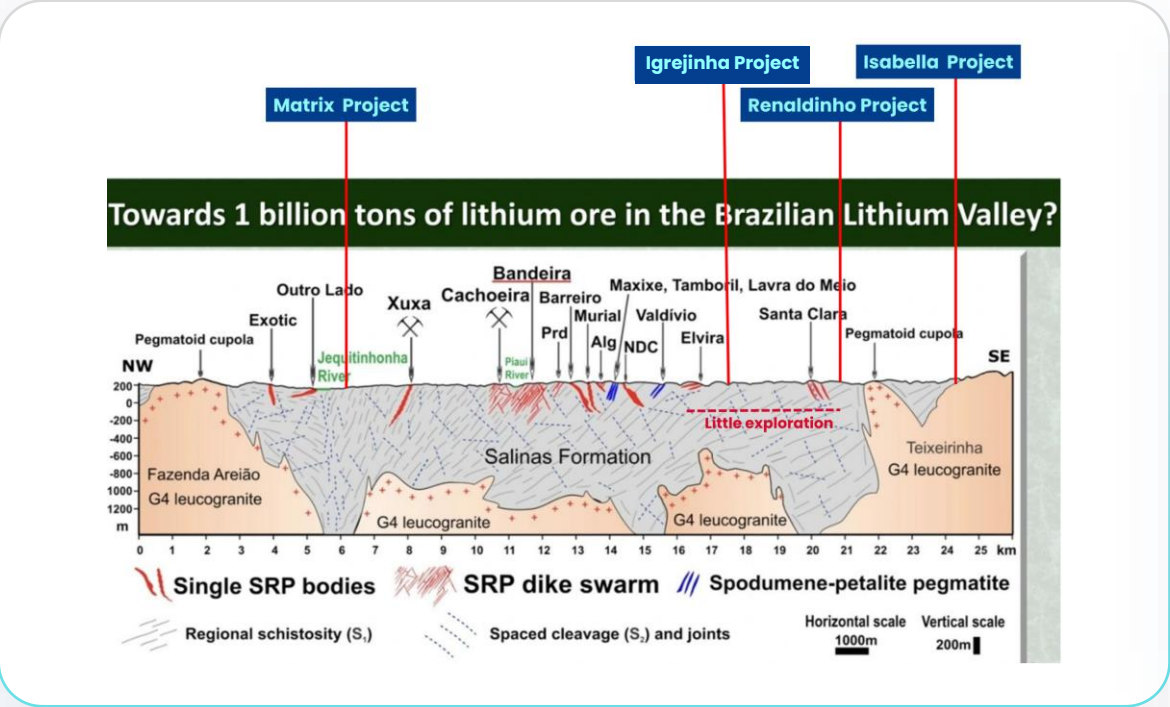 Igrejinha Project
Isabella Project
Matrix Project
Renaldinho Project
Towards 1 billion tons of lithium ore in the Brazilian Lithium Valley?
Bandeira
Outro Lado
Xuxa
Cachoeira
Barreiro
Maxixe, Tamboril, Lavra do Meio
Exotic
Murial
Valdívio
Santa Clara
Pegmatoid cupola
Prd
Alg
NDC
Elvira
Pegmatoid cupola
NW
Jequitinhonha
River
Piaui
River
SE
200
0
-200
-400
-600
-800
1000
1200
m
Little exploration
Salinas Formation
Fazenda Areião
G4 leucogranite
Teixeirinha
G4 leucogranite
G4 leucogranite
G4 leucogranite
0 1 2 3 4 5 6 7 8 9 10 11 12 13 14 15 16 17 18 19 20 21 22 23 24 25 km
Single SRP bodies
SRP dike swarm
Spodumene-petalite pegmatite
Regional schistosity (S₁)
Spaced cleavage (S₂) and joints
Horizontal scale
1000m
Vertical scale
200m